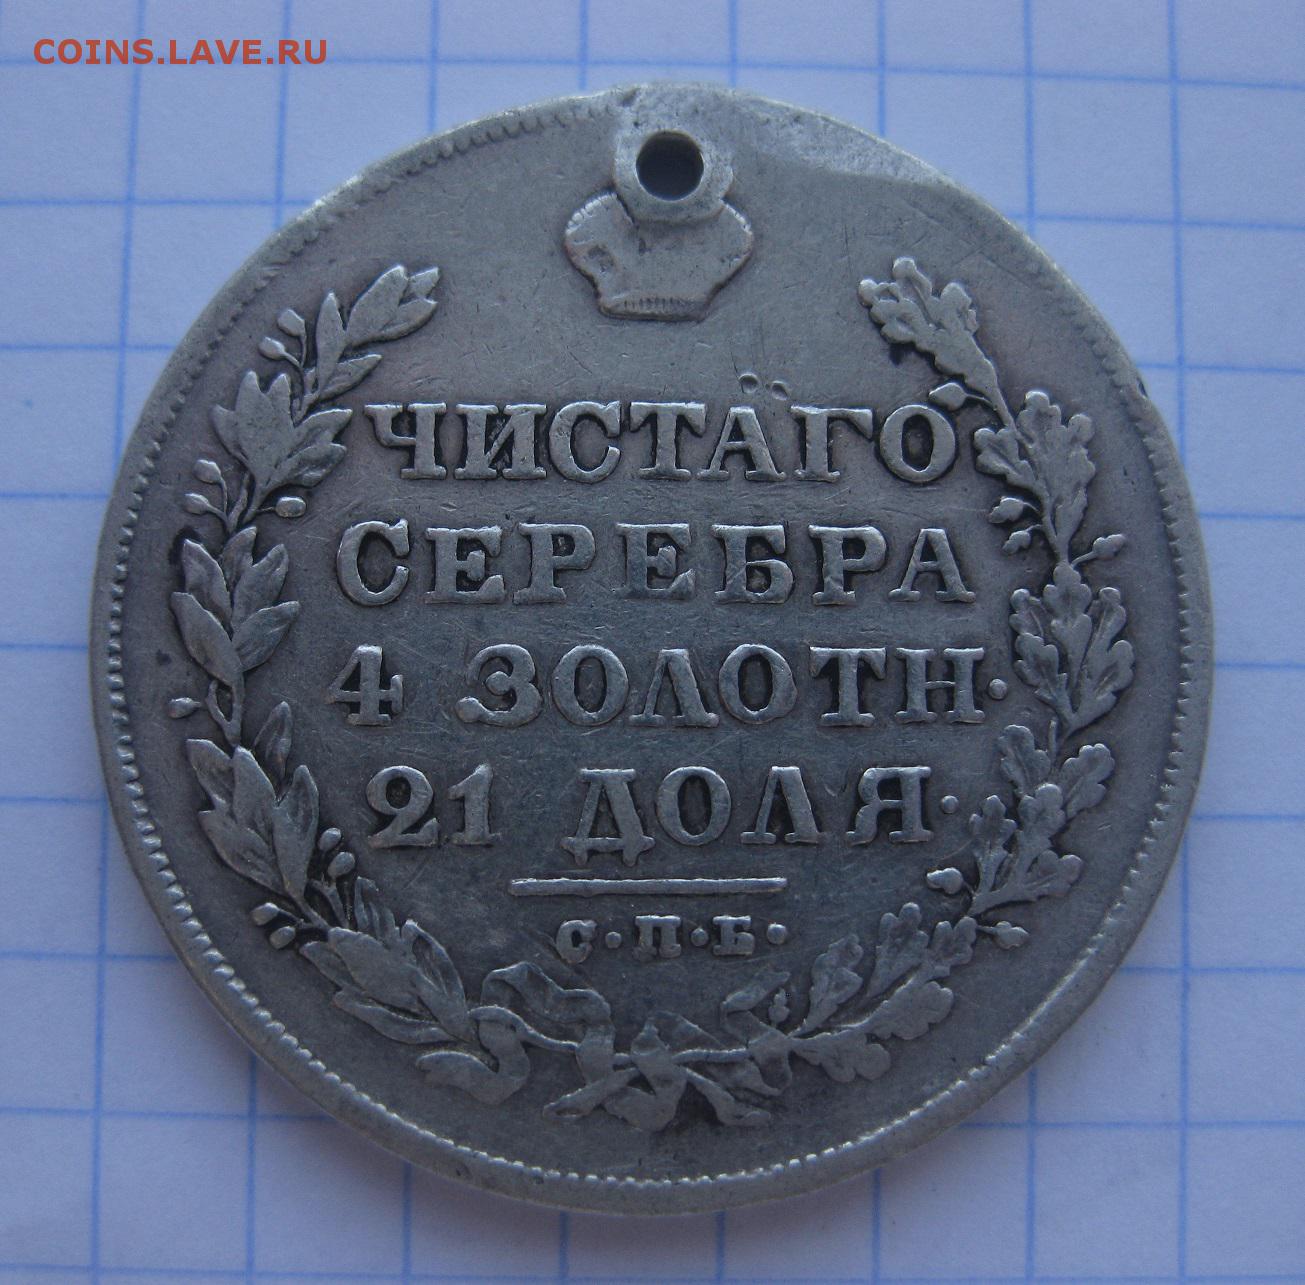 COINS.LAVE.RU
ЧИСТАГО
СЕРЕБРА
4 ЗОЛОТН.
21 ДОЛЯ.
С·П·Б·